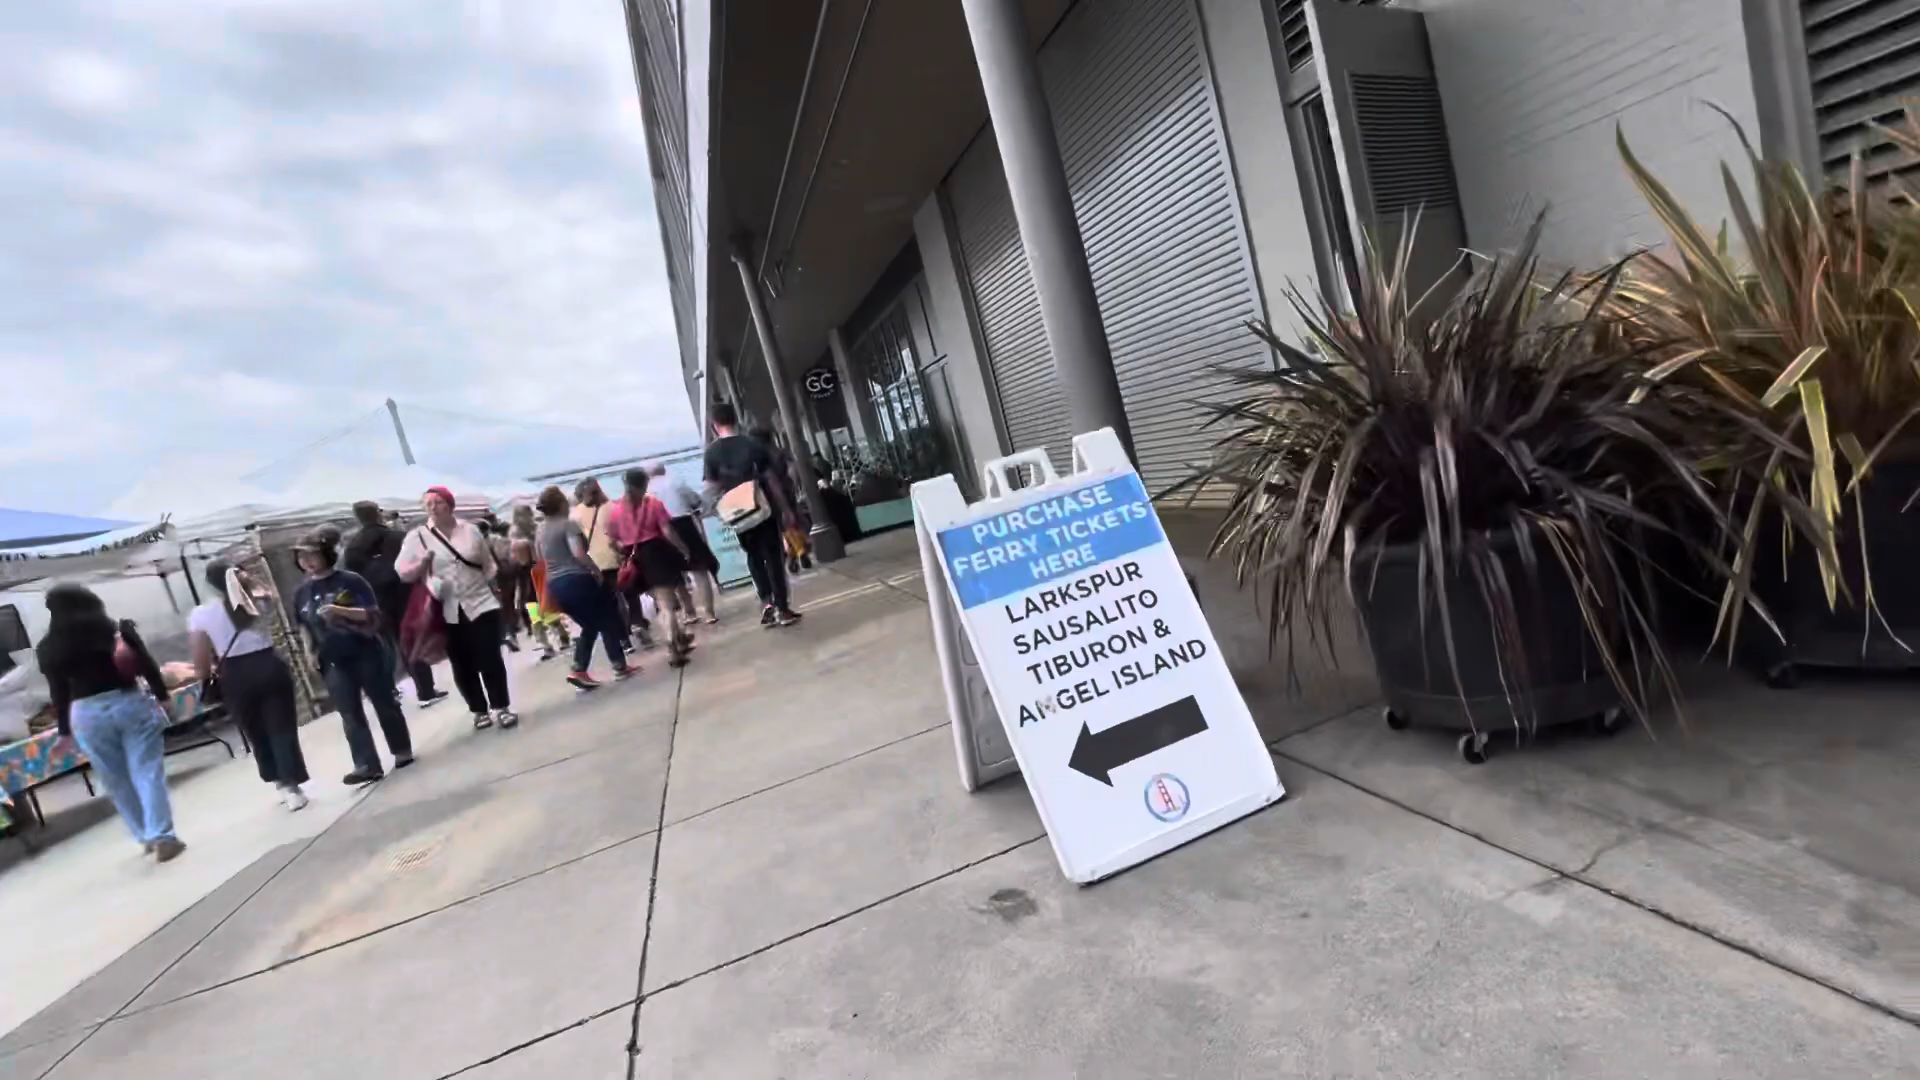 GC
PURCHASE
FERRY TICKETS
HERE
LARKSPUR
SAUSALITO
TIBURON &
ANGEL ISLAND